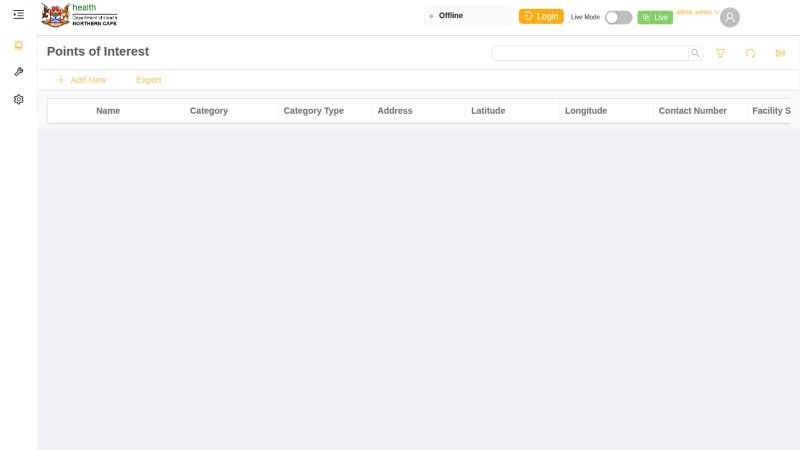 health
Department of Health
NORTHERN CAPE
Offline
Login
Live Mode
Live
admin admin
Points of Interest
Add New
Export
Name
Category
Category Type
Address
Latitude
Longitude
Contact Number
Facility S